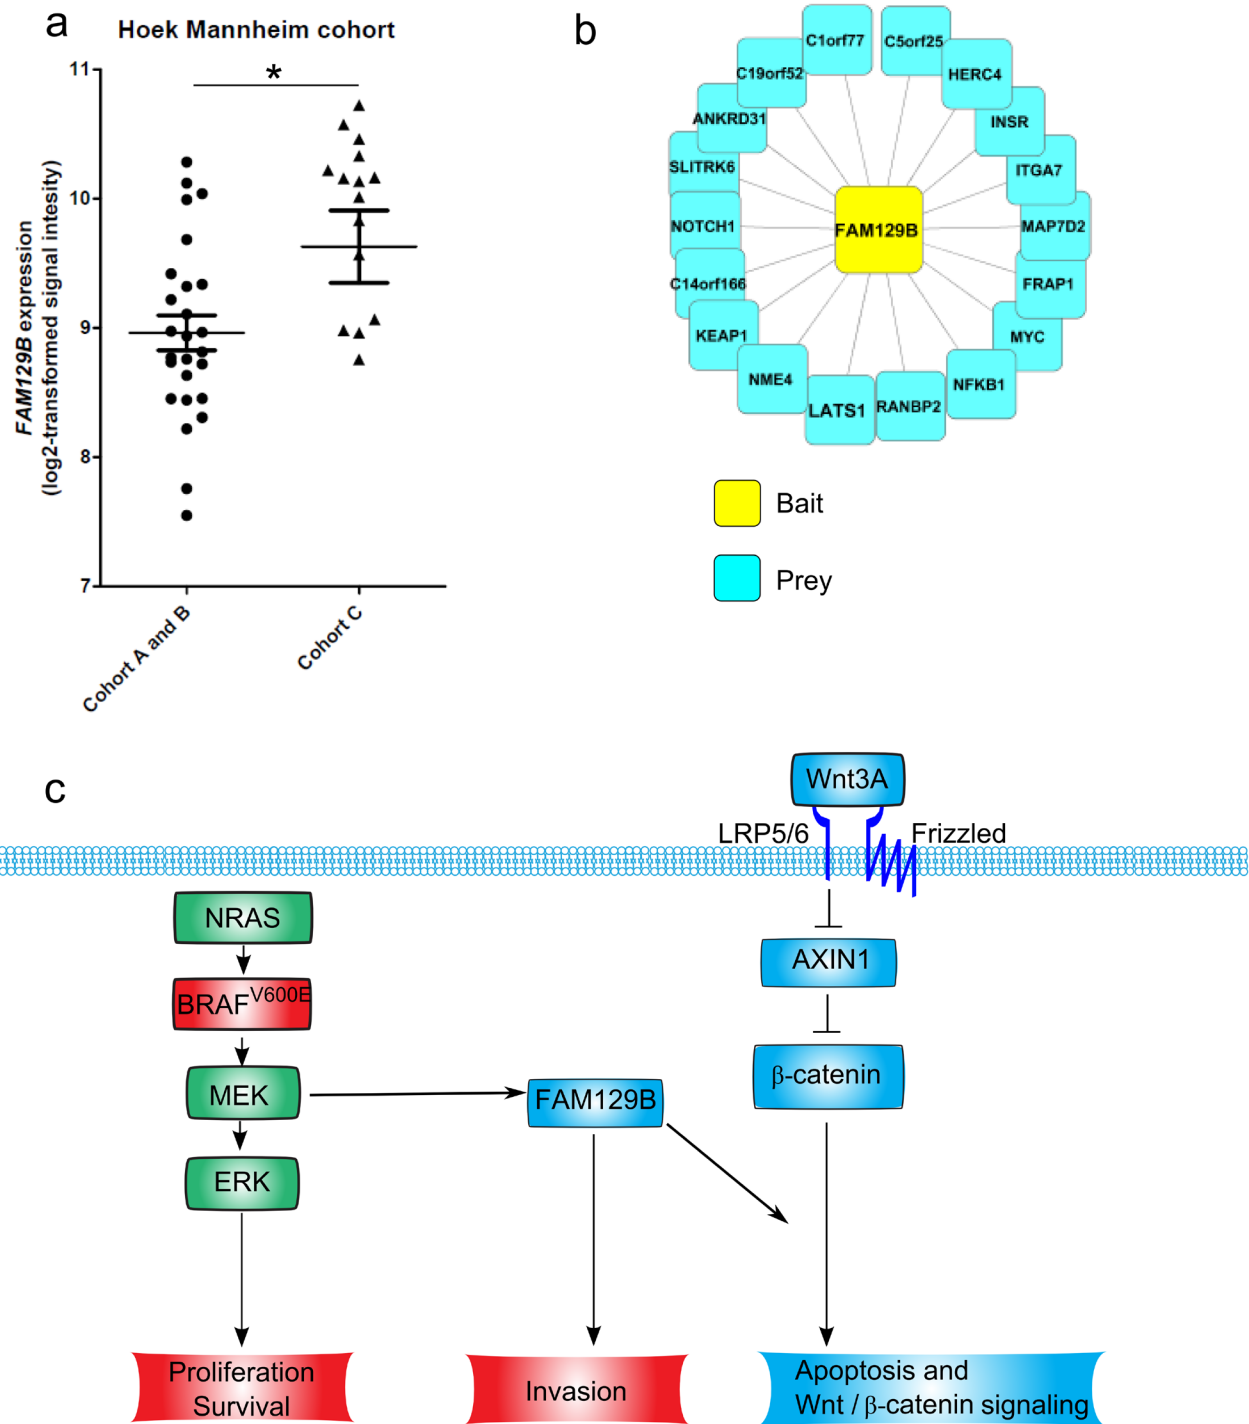 a
Hoek Mannheim cohort
*
11
10
9
8
7
FAM129B expression
(log2-transformed signal intesity)
Cohort A and B
Cohort C
b
C1orf77
C5orf25
C19orf52
HERC4
ANKRD31
INSR
SLITRK6
ITGA7
NOTCH1
FAM129B
MAP7D2
C14orf166
FRAP1
KEAP1
MYC
NME4
NFKB1
LATS1
RANBP2
Bait
Prey
c
Wnt3A
LRP5/6
Frizzled
NRAS
AXIN1
BRAFV600E
β-catenin
MEK
FAM129B
ERK
Proliferation
Survival
Invasion
Apoptosis and
Wnt / β-catenin signaling